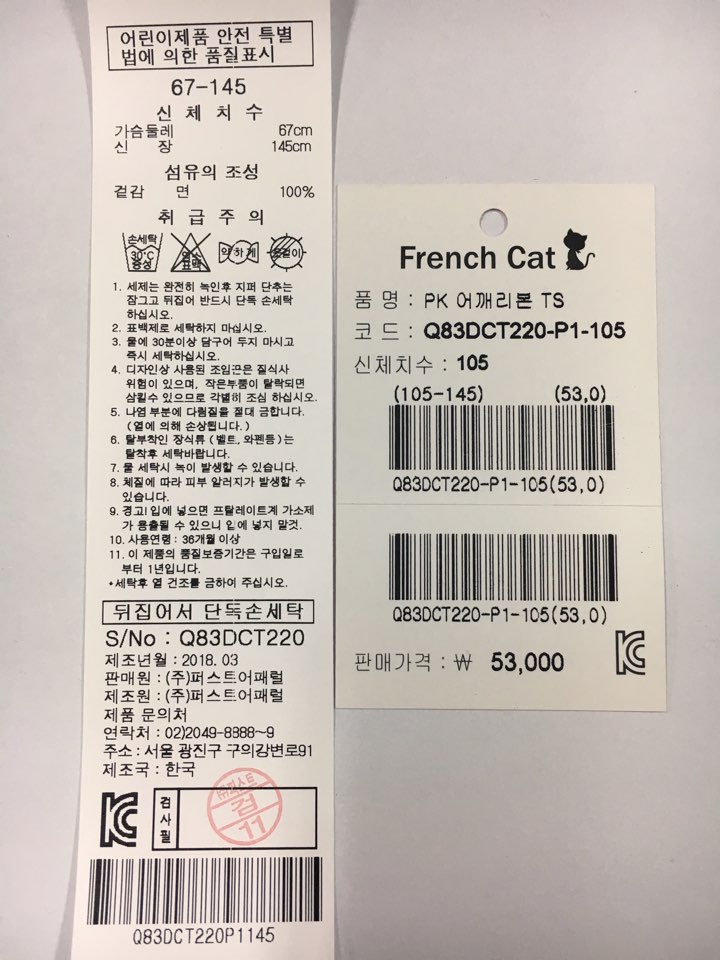 어린이제품 안전 특별
법에 의한 품질표시
67-145
신 체 치 수
가슴둘레 67cm
신 장 145cm
섬유의 조성
겉감 면 100%
취 급 주 의
손세탁
30°C
중성
염소
표백
약하게
옷걸이
1. 세제는 완전히 녹인후 지퍼 단추는
잠그고 뒤집어 반드시 단독 손세탁
하십시오.
2. 표백제로 세탁하지 마십시오.
3. 물에 30분이상 담구어 두지 마시고
즉시 세탁하십시오.
4. 디자인상 사용된 조임끈은 질식사
위험이 있으며, 작은부품이 탈락되면
삼킬수 있으므로 각별히 조심 하십시오.
5. 나염 부분에 다림질을 절대 금합니다.
(열에 의해 손상됩니다.)
6. 탈부착인 장식류(벨트, 와펜등)는
탈착후 세탁바랍니다.
7. 물 세탁시 녹이 발생할 수 있습니다.
8. 체질에 따라 피부 알러지가 발생할 수
있습니다.
9. 경고! 입에 넣으면 프탈레이트계 가소제
가 용출될 수 있으니 입에 넣지 말것.
10. 사용연령 : 36개월 이상
11. 이 제품의 품질보증기간은 구입일로
부터 1년입니다.
*세탁후 열 건조를 금하여 주십시오.
뒤집어서 단독손세탁
S/No : Q83DCT220
제조년월 : 2018. 03
판매원 : (주)퍼스트어패럴
제조원 : (주)퍼스트어패럴
제품 문의처
연락처 : 02)2049-8888~9
주소 : 서울 광진구 구의강변로91
제조국 : 한국
KC
검사필
검
11
Q83DCT220P1145
French Cat
품 명 : PK 어깨리본 TS
코 드 : Q83DCT220-P1-105
신체치수 : 105
(105-145) (53,0)
Q83DCT220-P1-105(53,0)
Q83DCT220-P1-105(53,0)
판매가격 : ₩ 53,000
KC